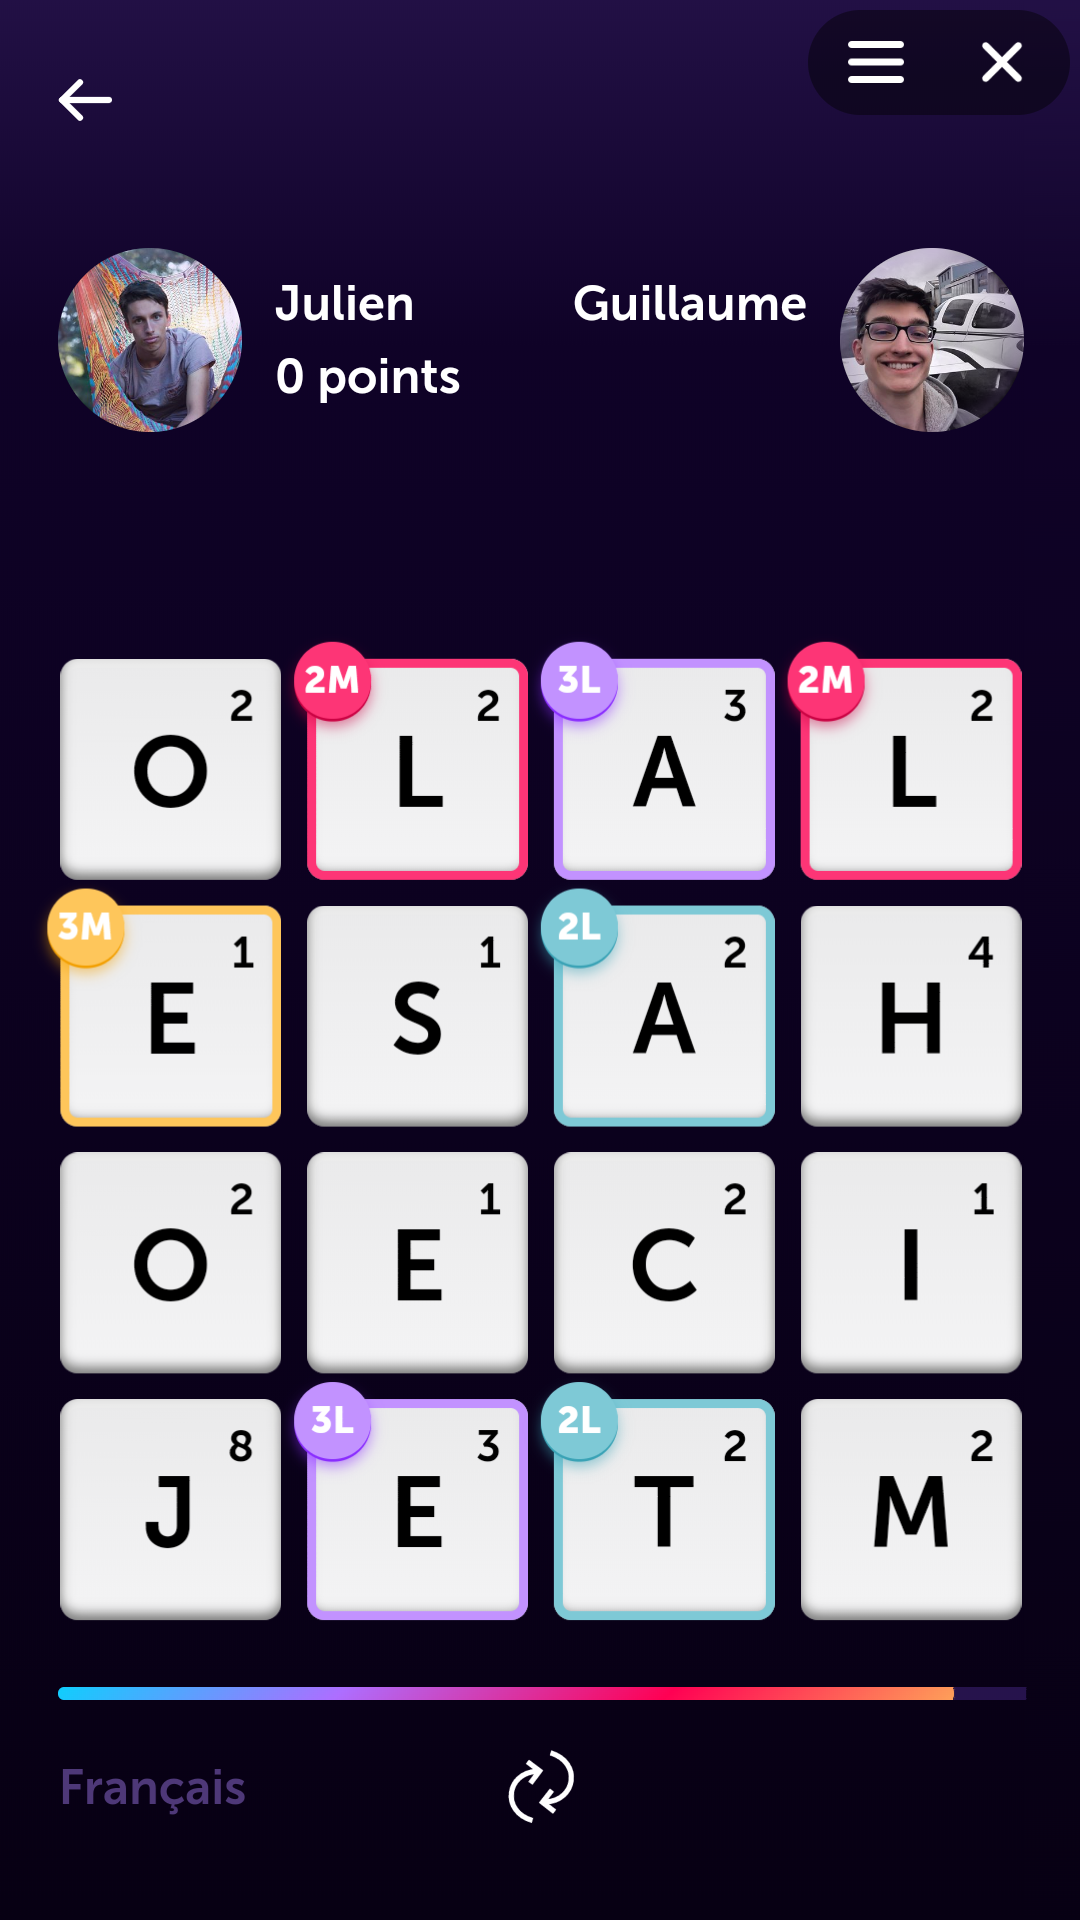 Julien
Guillaume
0 points
2M 3L 2M
2 2 3 2
O L A L
3M 2L
1 1 2 4
E S A H
2 1 2 1
O E C I
3L 2L
8 3 2 2
J E T M
Français